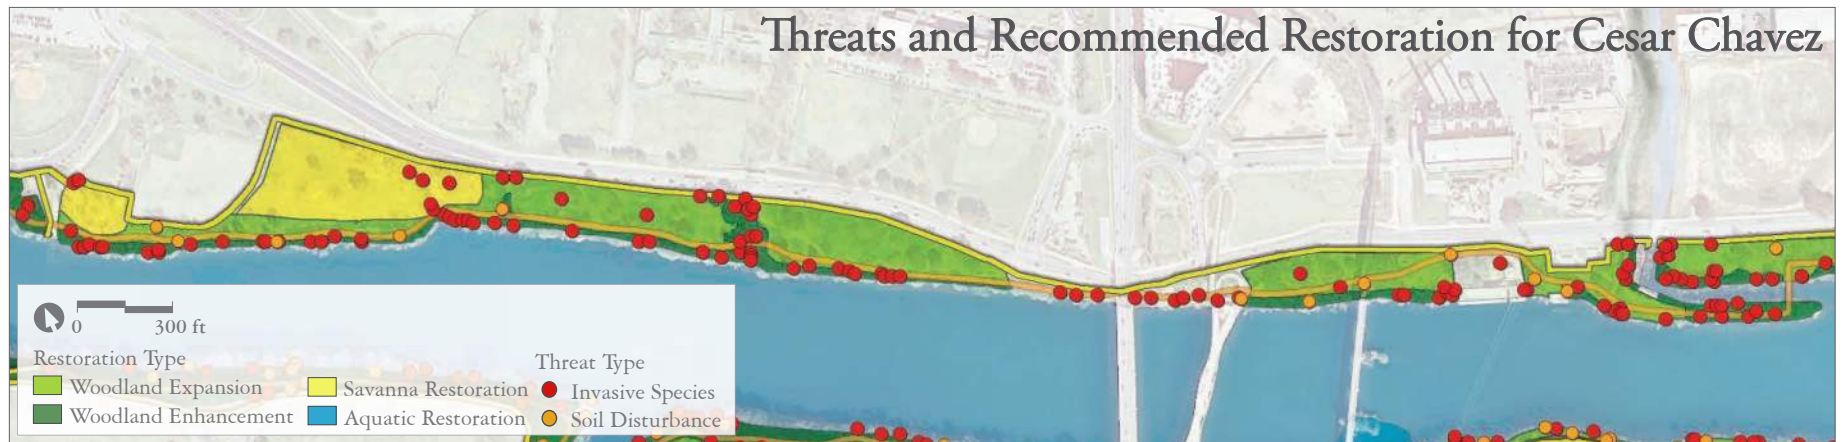 Threats and Recommended Restoration for Cesar Chavez
0 300 ft
Restoration Type
Woodland Expansion
Woodland Enhancement
Savanna Restoration
Aquatic Restoration
Threat Type
Invasive Species
Soil Disturbance